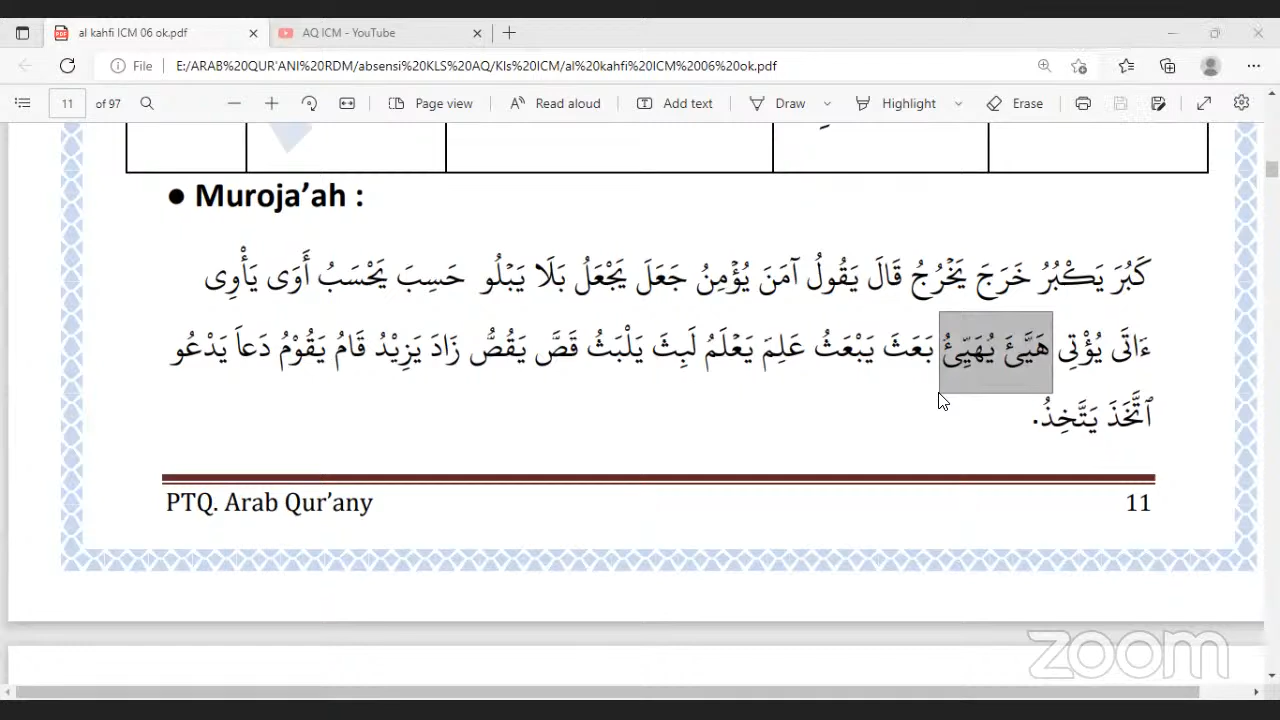 al kahfi ICM 06 ok.pdf
AQ ICM - YouTube
File
E:/ARAB%20QUR'ANI%20RDM/absensi%20KLS%20AQ/Kls%20ICM/al%20kahfi%20ICM%2006%20ok.pdf
11 of 97
Page view
Read aloud
Add text
Draw
Highlight
Erase
● Muroja'ah :
كَبُرَ يَكْبُرُ خَرَجَ يَخْرُجُ قَالَ يَقُولُ آمَنَ يُؤْمِنُ جَعَلَ يَجْعَلُ بَلَا يَبْلُو حَسِبَ يَحْسَبُ أَوَى يَأْوِى
ءَاتَى يُؤْتِى هَيَّئَ يُهَيِّئُ بَعَثَ يَبْعَثُ عَلِمَ يَعْلَمُ لَبِثَ يَلْبَثُ قَصَّ يَقُصُّ زَادَ يَزِيْدُ قَامُ يَقُوْمُ دَعاَ يَدْعُو
ٱتَّخَذَ يَتَّخِذُ.
PTQ. Arab Qur'any
11
zoom